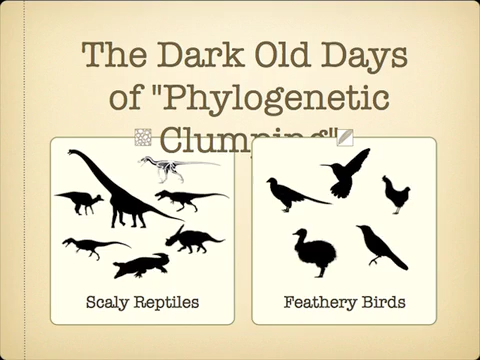 The Dark Old Days
of "Phylogenetic
Clumping"
Scaly Reptiles
Feathery Birds